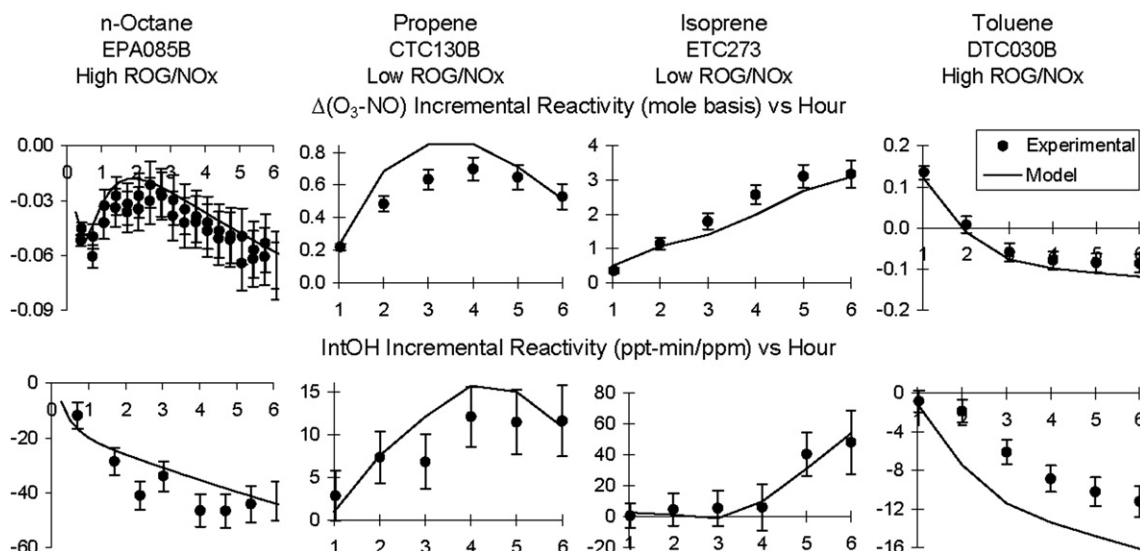 n-Octane Propene Isoprene Toluene
EPA085B CTC130B ETC273 DTC030B
High ROG/NOx Low ROG/NOx Low ROG/NOx High ROG/NOx
Δ(O₃-NO) Incremental Reactivity (mole basis) vs Hour
0.00
-0.03
-0.06
-0.09
0 1 2 3 4 5 6
0.8
0.6
0.4
0.2
0.0
1 2 3 4 5 6
4
3
2
1
0
1 2 3 4 5 6
0.2
0.1
0.0
-0.1
-0.2
1 2 3 4 5 6
Experimental
Model
IntOH Incremental Reactivity (ppt-min/ppm) vs Hour
0
-20
-40
-60
0 1 2 3 4 5 6
15
10
5
0
1 2 3 4 5 6
80
60
40
20
0
-20
1 2 3 4 5 6
0
-4
-8
-12
-16
1 2 3 4 5 6